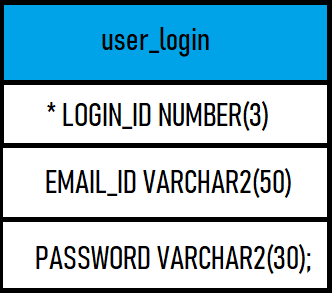 user_login
* LOGIN_ID NUMBER(3)
EMAIL_ID VARCHAR2(50)
PASSWORD VARCHAR2(30);